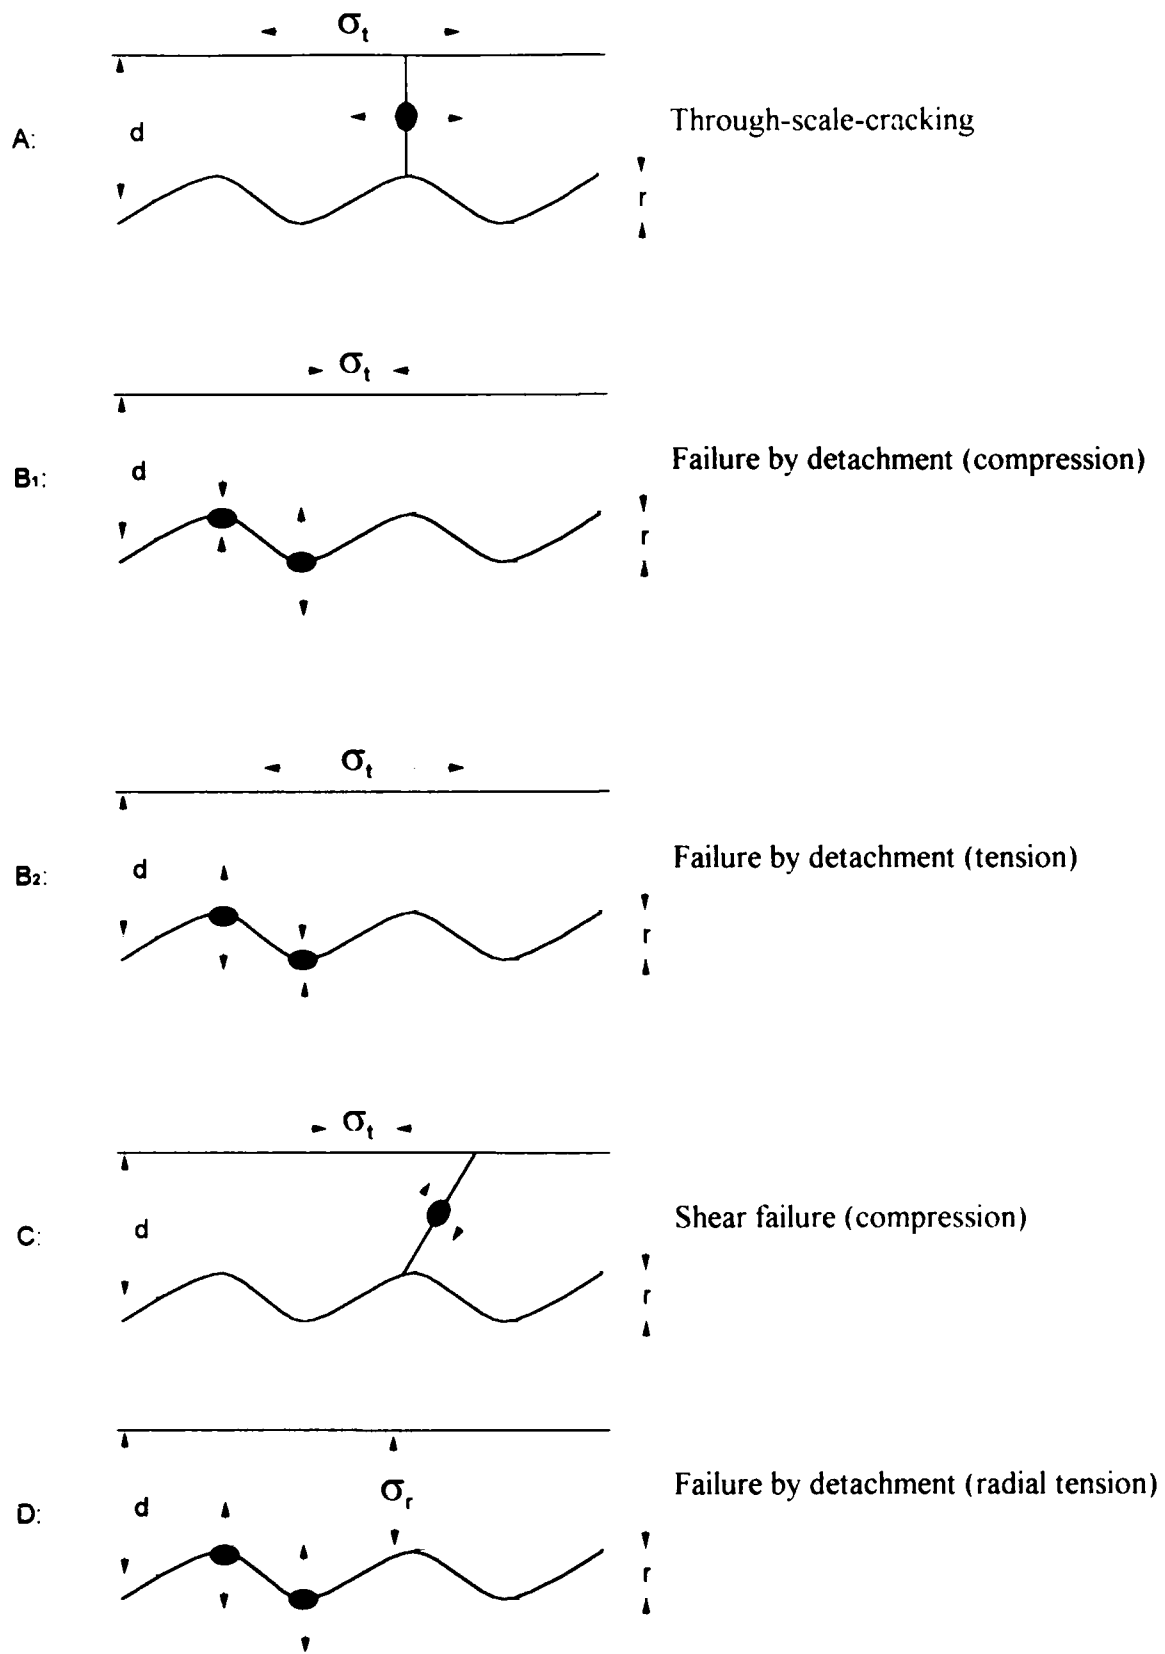 σt
A:
d
Through-scale-cracking
r
σt
B1:
d
Failure by detachment (compression)
r
σt
B2:
d
Failure by detachment (tension)
r
σt
C:
d
Shear failure (compression)
r
D:
d
σr
Failure by detachment (radial tension)
r